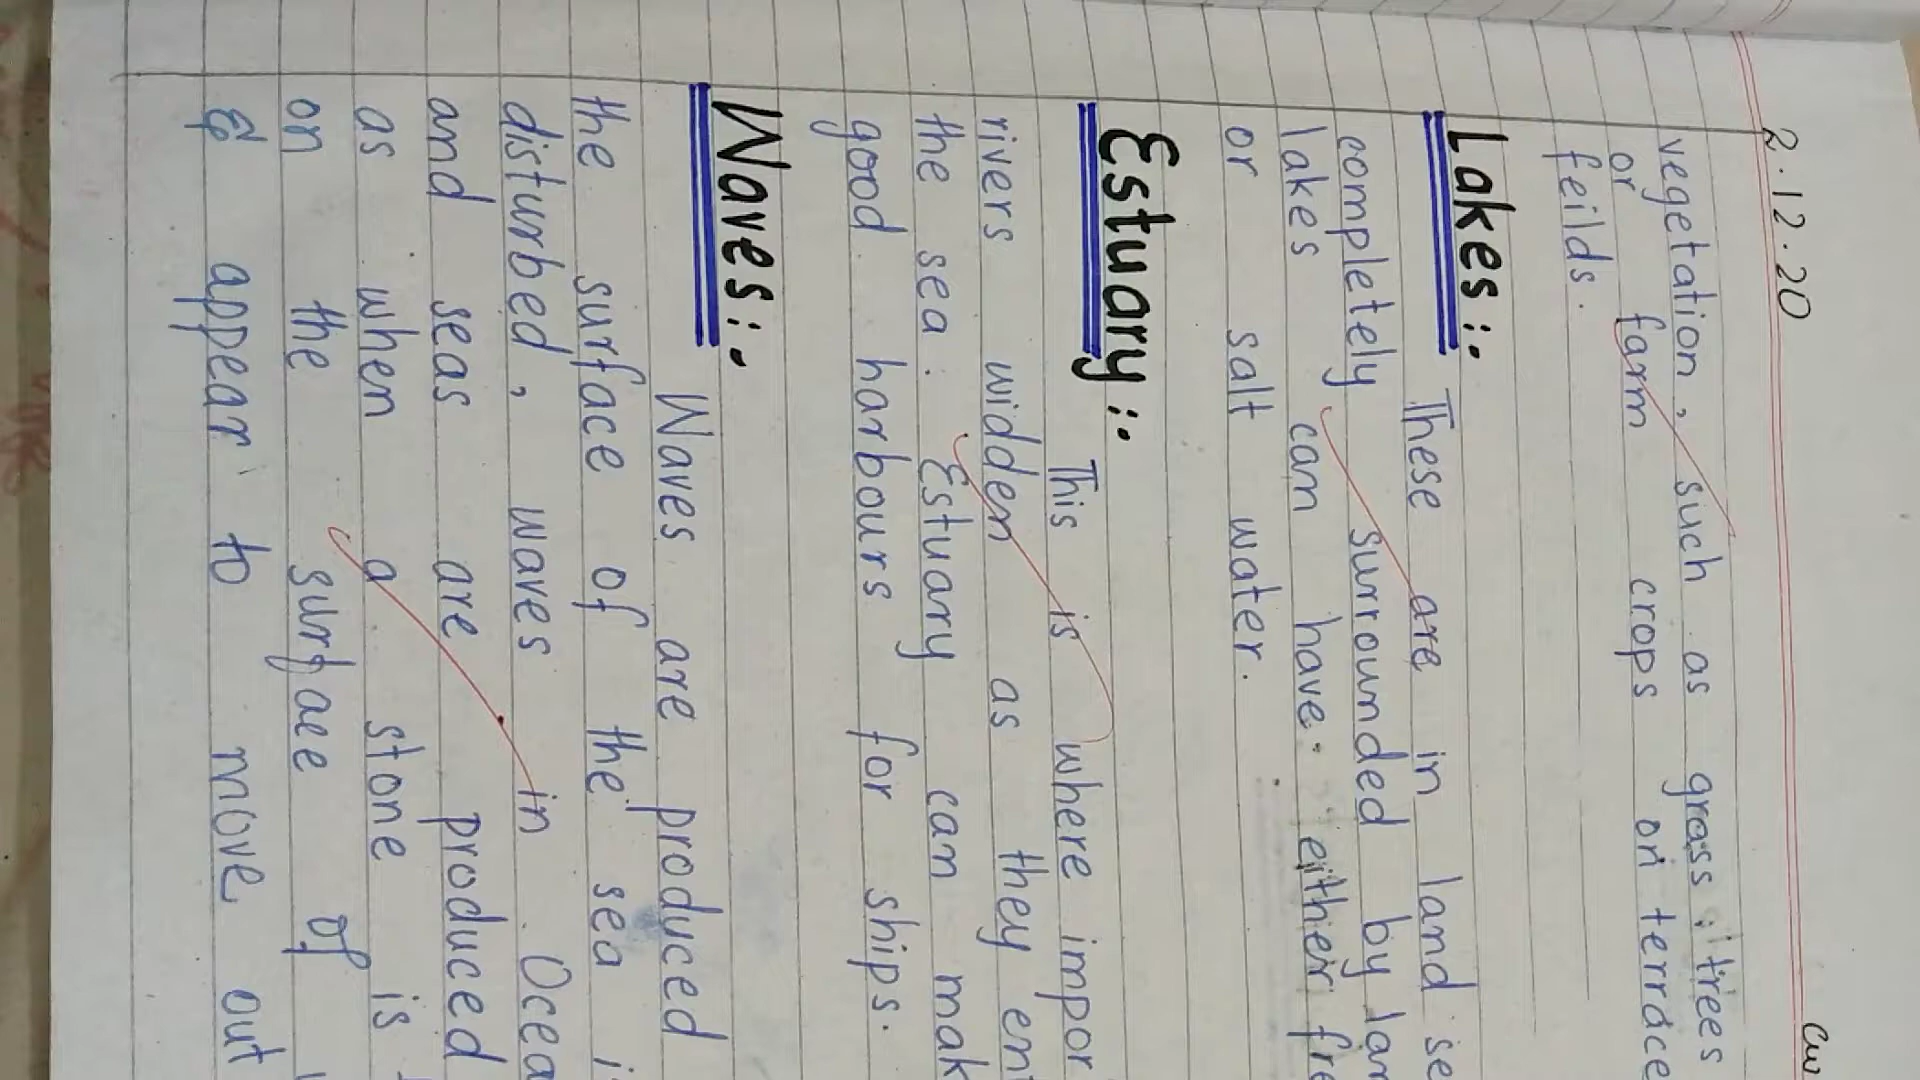 2.12.20
cw
vegetation, such as grass, trees
or farm crops on terrace
feilds.
Lakes:-
These are in land se
completely surrounded by lan
lakes can have either fre
or salt water.
Estuary:-
This is where impor
rivers widden as they ent
the sea. Estuary can mak
good harbours for ships.
Waves:-
Waves are produced
the surface of the sea i
disturbed, waves in Ocea
and seas are produced
as when a stone is
on the surface of
appear to move out